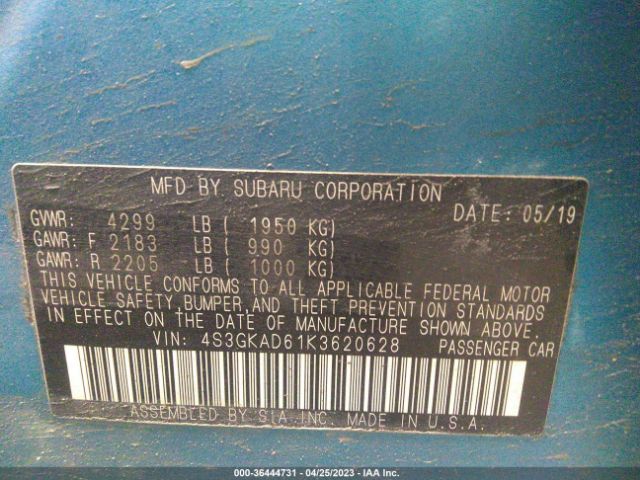 MFD BY SUBARU CORPORATION
DATE: 05/19
GVWR: 4299 LB ( 1950 KG)
GAWR: F 2183 LB ( 990 KG)
GAWR: R 2205 LB ( 1000 KG)
THIS VEHICLE CONFORMS TO ALL APPLICABLE FEDERAL MOTOR
VEHICLE SAFETY, BUMPER, AND THEFT PREVENTION STANDARDS
IN EFFECT ON THE DATE OF MANUFACTURE SHOWN ABOVE.
VIN: 4S3GKAD61K3620628 PASSENGER CAR
ASSEMBLED BY S.I.A. INC. MADE IN U.S.A.
000-36444731 - 04/25/2023 - IAA Inc.